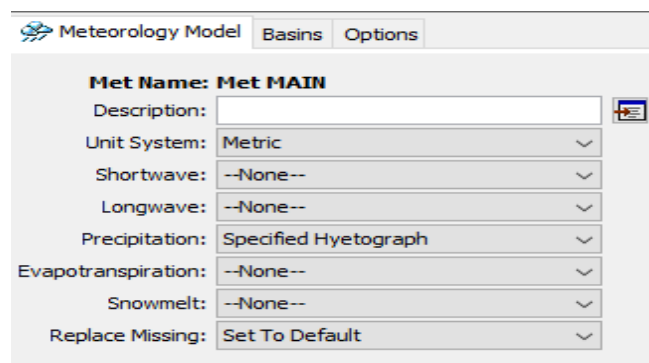 Meteorology Model Basins Options
Met Name: Met MAIN
Description:
Unit System: Metric
Shortwave: --None--
Longwave: --None--
Precipitation: Specified Hyetograph
Evapotranspiration: --None--
Snowmelt: --None--
Replace Missing: Set To Default